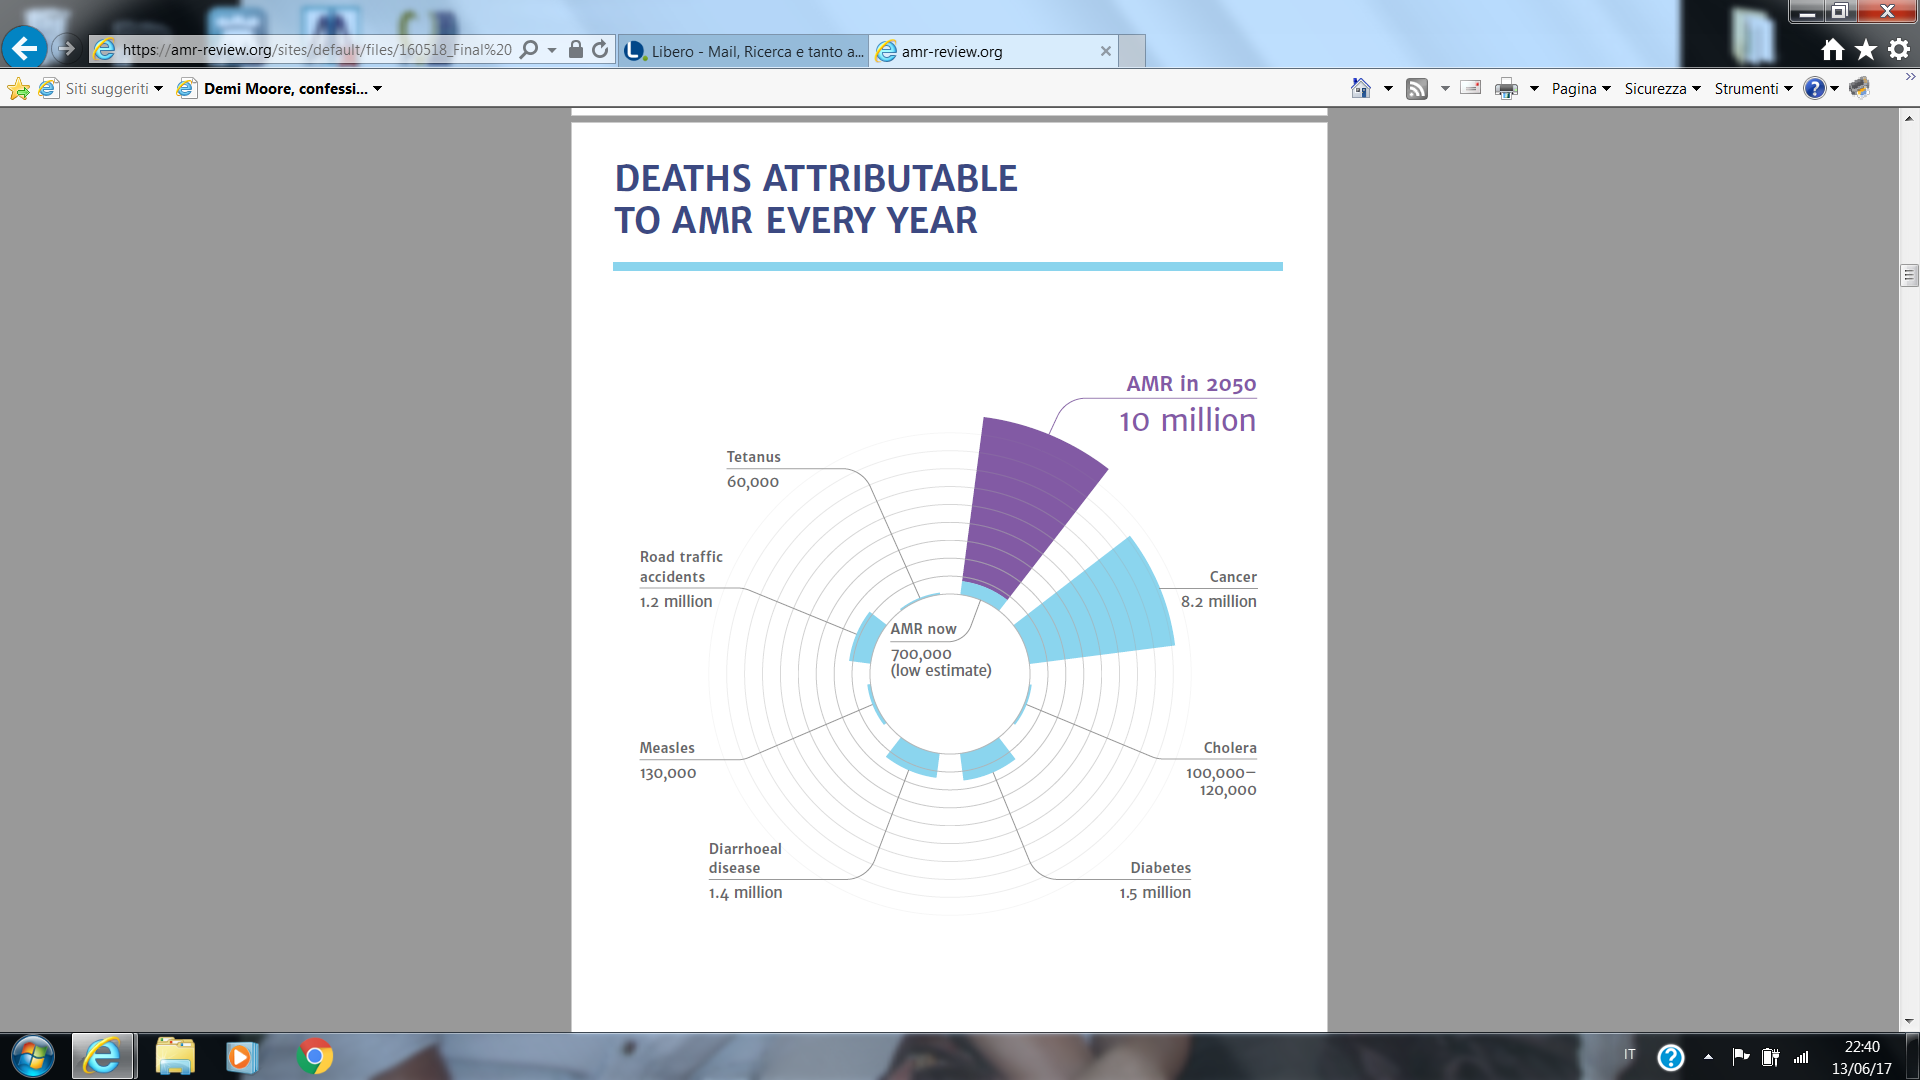 https://amr-review.org/sites/default/files/160518_Final%20
Libero - Mail, Ricerca e tanto a...
amr-review.org
Siti suggeriti
Demi Moore, confessi...
Pagina
Sicurezza
Strumenti
DEATHS ATTRIBUTABLE
TO AMR EVERY YEAR
AMR in 2050
10 million
Tetanus
60,000
Road traffic
accidents
1.2 million
Cancer
8.2 million
AMR now
700,000
(low estimate)
Measles
130,000
Cholera
100,000–
120,000
Diarrhoeal
disease
1.4 million
Diabetes
1.5 million
IT
22:40
13/06/17